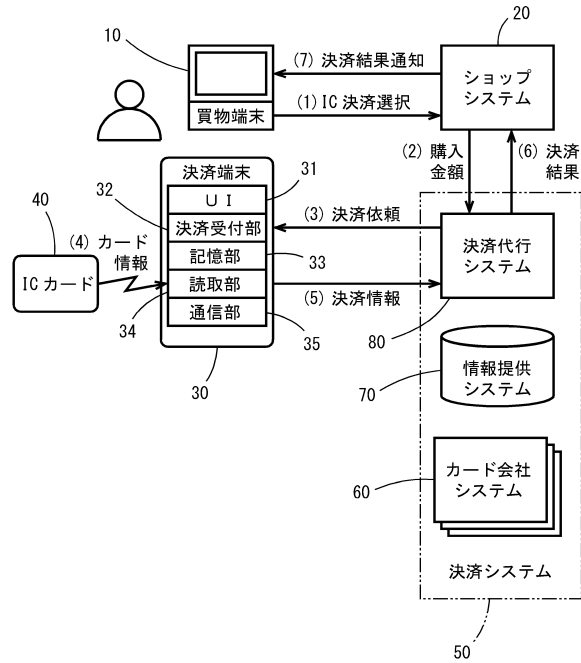 20
10
(7) 決済結果通知
ショップ
システム
(1) IC 決済選択
買物端末
(2) 購入
金額
(6) 決済
結果
決済端末
31
32
UI
40
(3) 決済依頼
決済受付部
(4) カード
情報
決済代行
システム
記憶部
33
ICカード
読取部
(5) 決済情報
34
通信部
35
80
30
情報提供
システム
70
カード会社
システム
60
決済システム
50